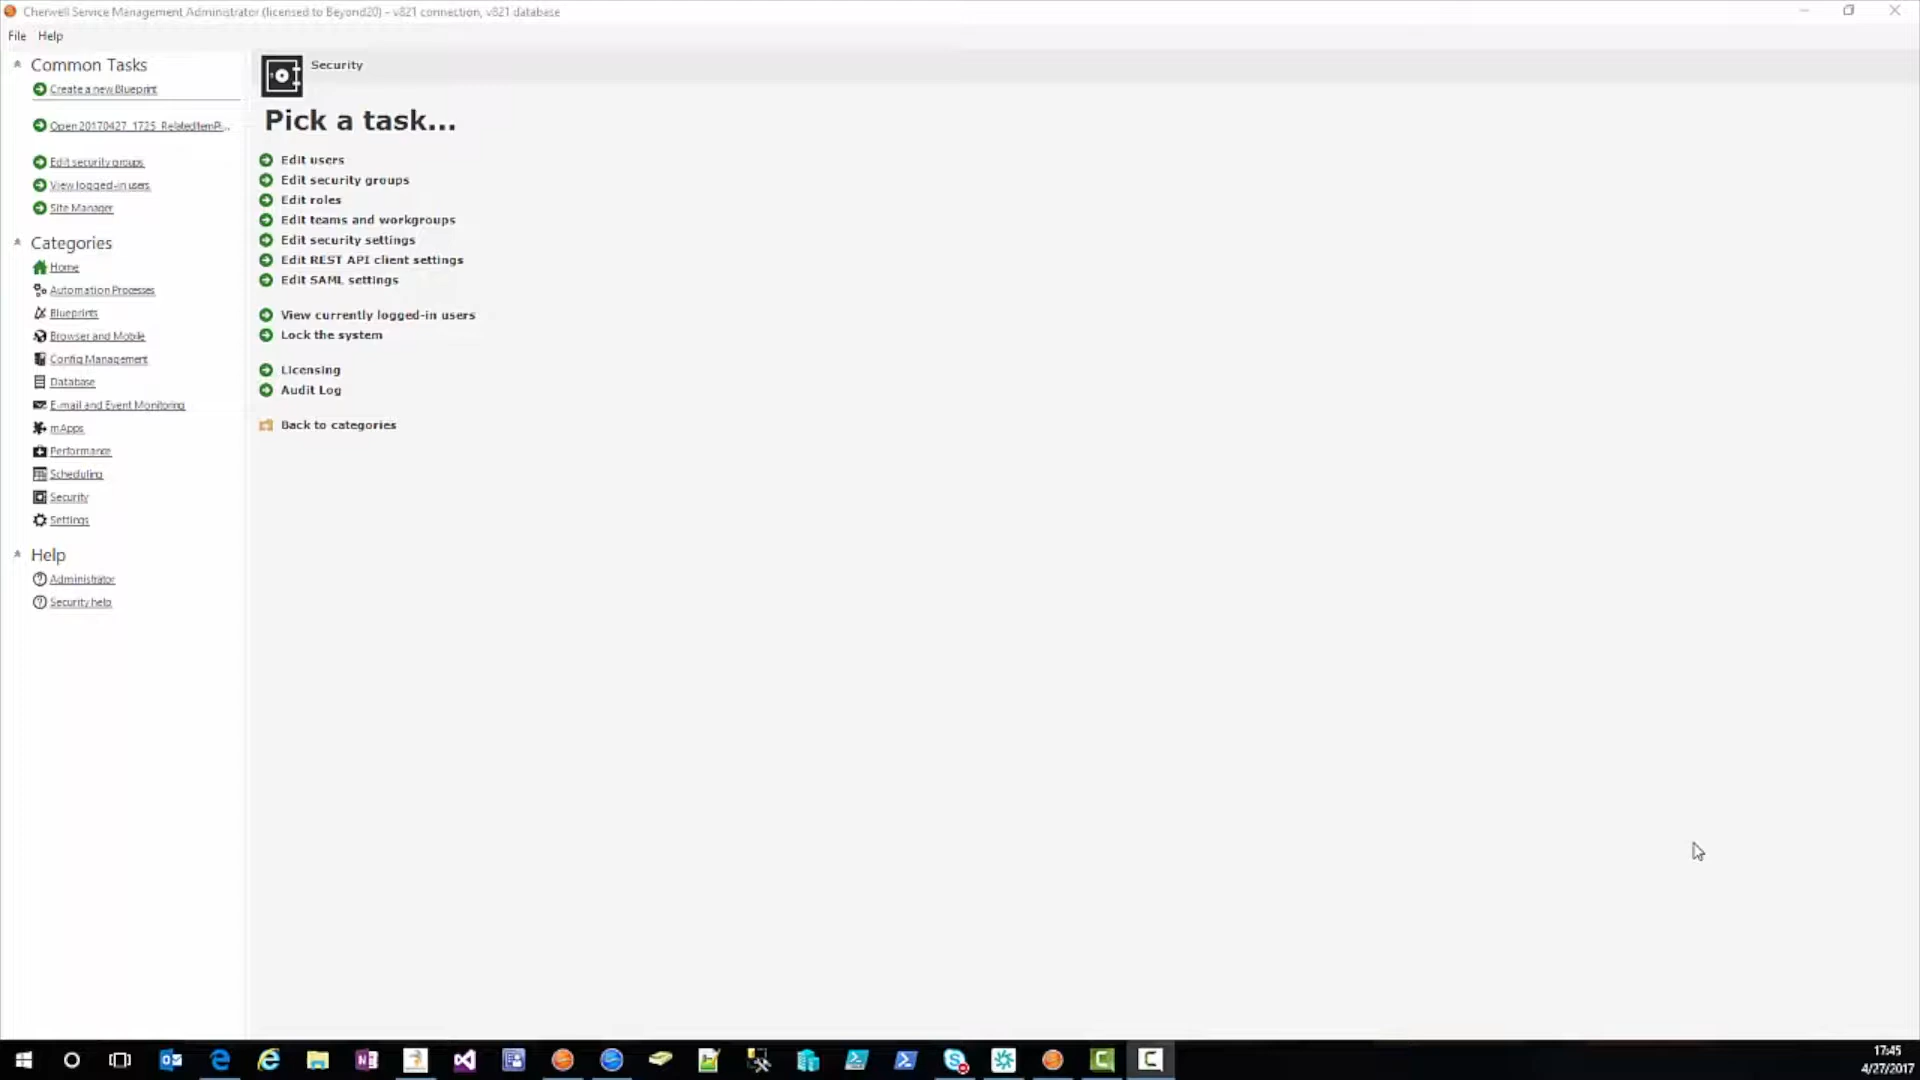 Cherwell Service Management Administrator (licensed to Beyond20) - v821 connection, v821 database
File Help
Common Tasks
Create a new Blueprint
Open 20170427_1725_RelatedItemPi...
Edit security groups
View logged-in users
Site Manager
Categories
Home
Automation Processes
Blueprints
Browser and Mobile
Config Management
Database
E-mail and Event Monitoring
mApps
Performance
Scheduling
Security
Settings
Help
Administrator
Security help
Security
Pick a task...
Edit users
Edit security groups
Edit roles
Edit teams and workgroups
Edit security settings
Edit REST API client settings
Edit SAML settings
View currently logged-in users
Lock the system
Licensing
Audit Log
Back to categories
17:45
4/27/2017